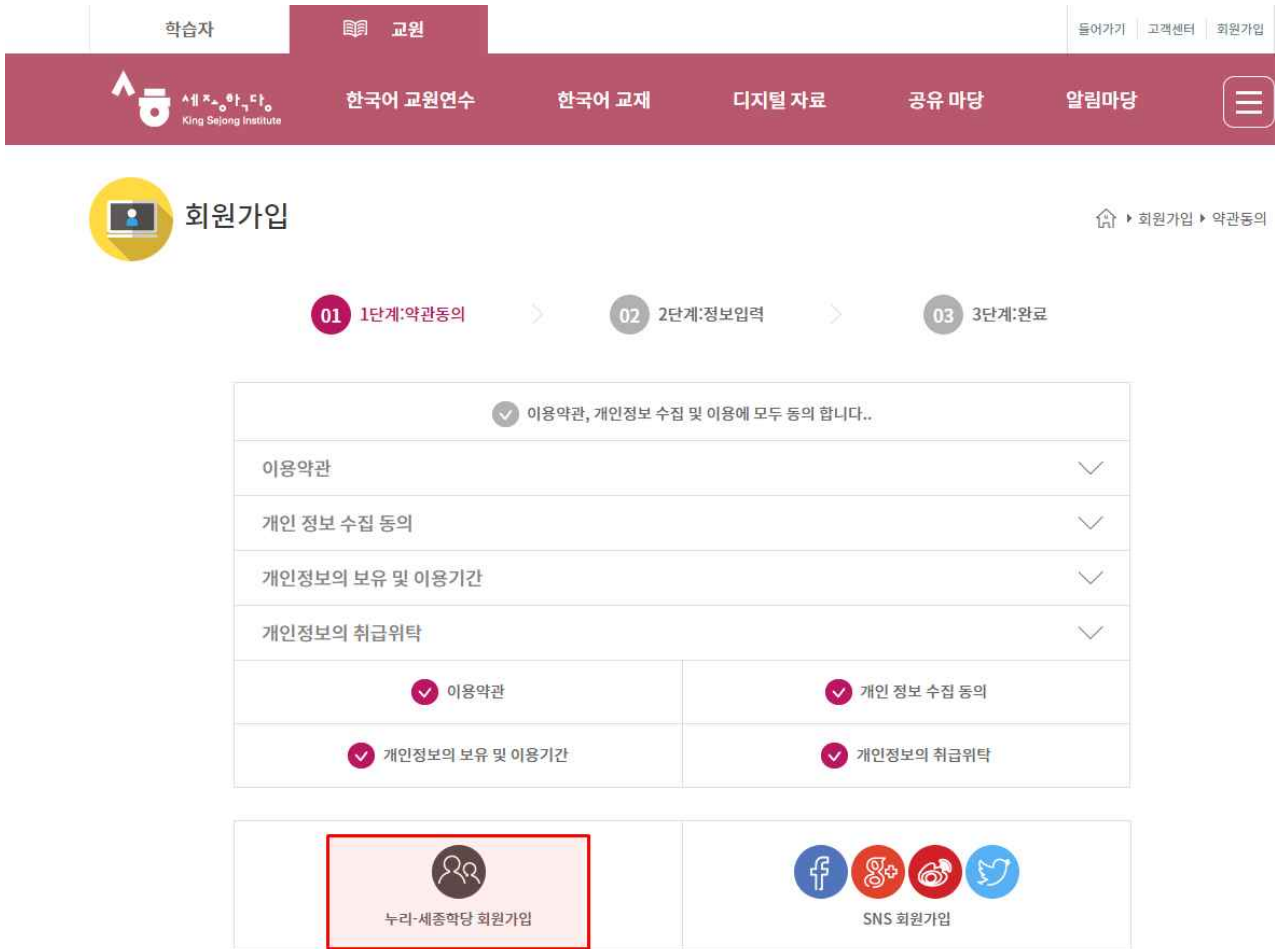 학습자
교원
들어가기 고객센터 회원가입
세종학당
King Sejong Institute
한국어 교원연수 한국어 교재 디지털 자료 공유 마당 알림마당
회원가입
회원가입 약관동의
01 1단계:약관동의 02 2단계:정보입력 03 3단계:완료
이용약관, 개인정보 수집 및 이용에 모두 동의 합니다..
이용약관
개인 정보 수집 동의
개인정보의 보유 및 이용기간
개인정보의 취급위탁
이용약관 개인 정보 수집 동의
개인정보의 보유 및 이용기간 개인정보의 취급위탁
누리-세종학당 회원가입 SNS 회원가입